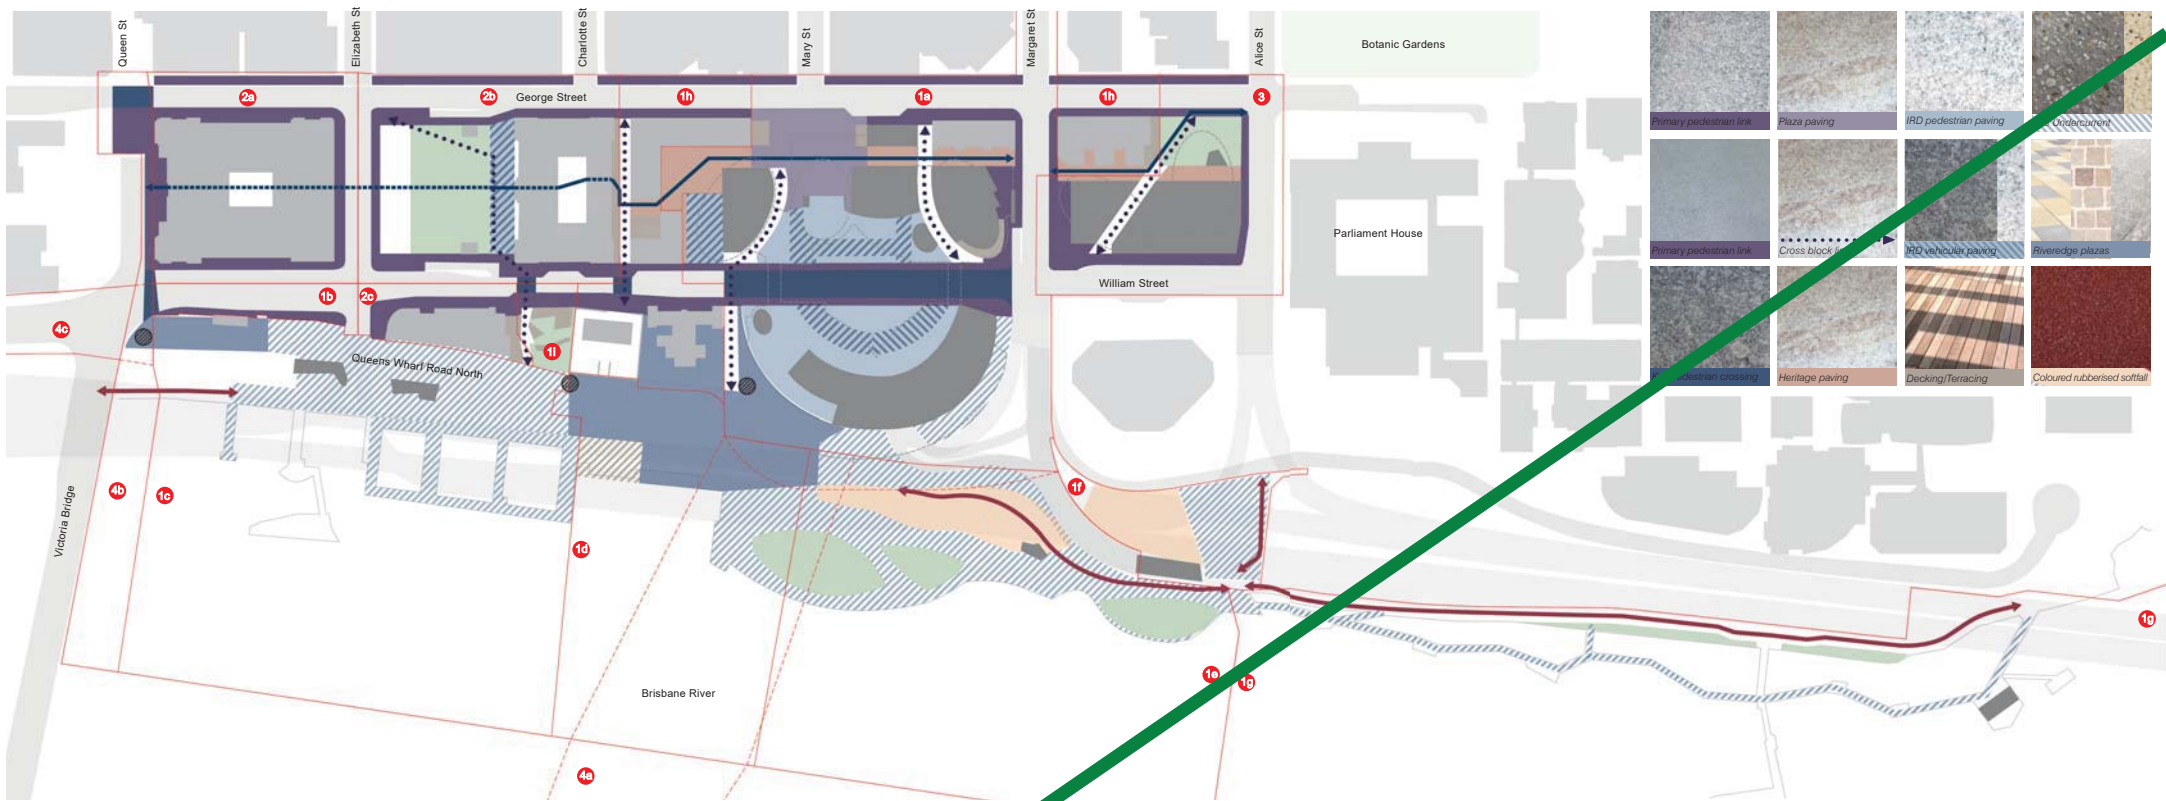 Queen St
Elizabeth St
Charlotte St
Mary St
Margaret St
Alice St
Botanic Gardens
2a
2b
George Street
1h
1a
1h
3
Primary pedestrian link
Plaza paving
IRD pedestrian paving
Undercurrent
Primary pedestrian link
Cross block
IRD vehicular paving
Riveredge plazas
pedestrian crossing
Heritage paving
Decking/Terracing
Coloured rubberised softfall
Parliament House
William Street
1b
2c
4c
1i
Queens Wharf Road North
Victoria Bridge
4b
1c
1f
1d
1g
1e
1g
Brisbane River
4a